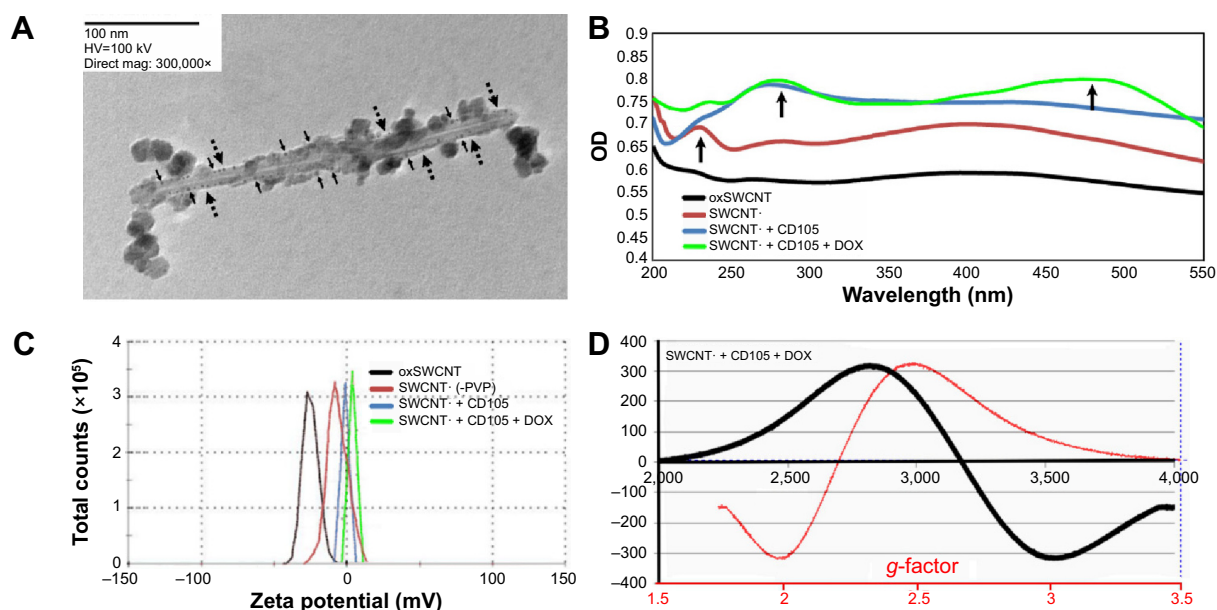 A
100 nm
HV=100 kV
Direct mag: 300,000×
B
OD
0.9
0.85
0.8
0.75
0.7
0.65
0.6
0.55
0.5
0.45
0.4
oxSWCNT
SWCNT·
SWCNT· + CD105
SWCNT· + CD105 + DOX
200 250 300 350 400 450 500 550
Wavelength (nm)
C
Total counts (×10⁵)
4
3
2
1
0
oxSWCNT
SWCNT· (-PVP)
SWCNT· + CD105
SWCNT· + CD105 + DOX
−150 −100 0 100 150
Zeta potential (mV)
D
SWCNT· + CD105 + DOX
400
300
200
100
0
−100
−200
−300
−400
2,000 2,500 3,000 3,500 4,000
g-factor
1.5 2 2.5 3 3.5